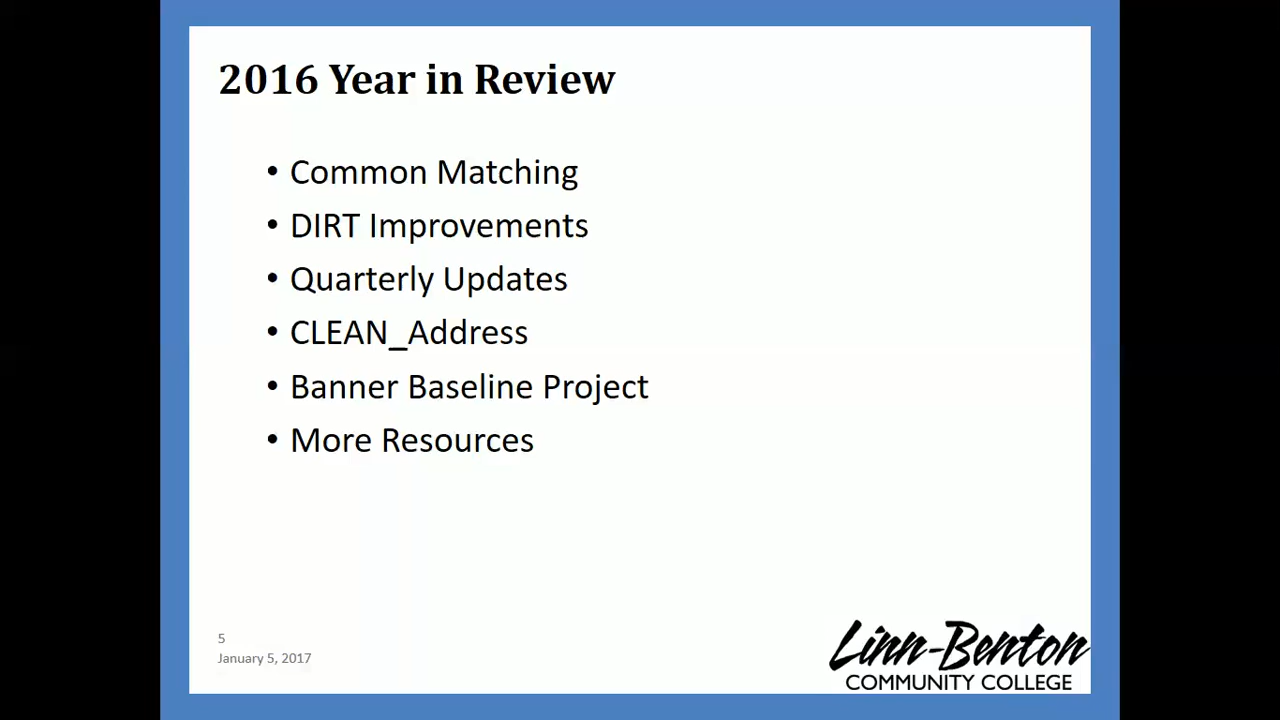 2016 Year in Review
• Common Matching
• DIRT Improvements
• Quarterly Updates
• CLEAN_Address
• Banner Baseline Project
• More Resources
5
January 5, 2017
Linn-Benton
COMMUNITY COLLEGE